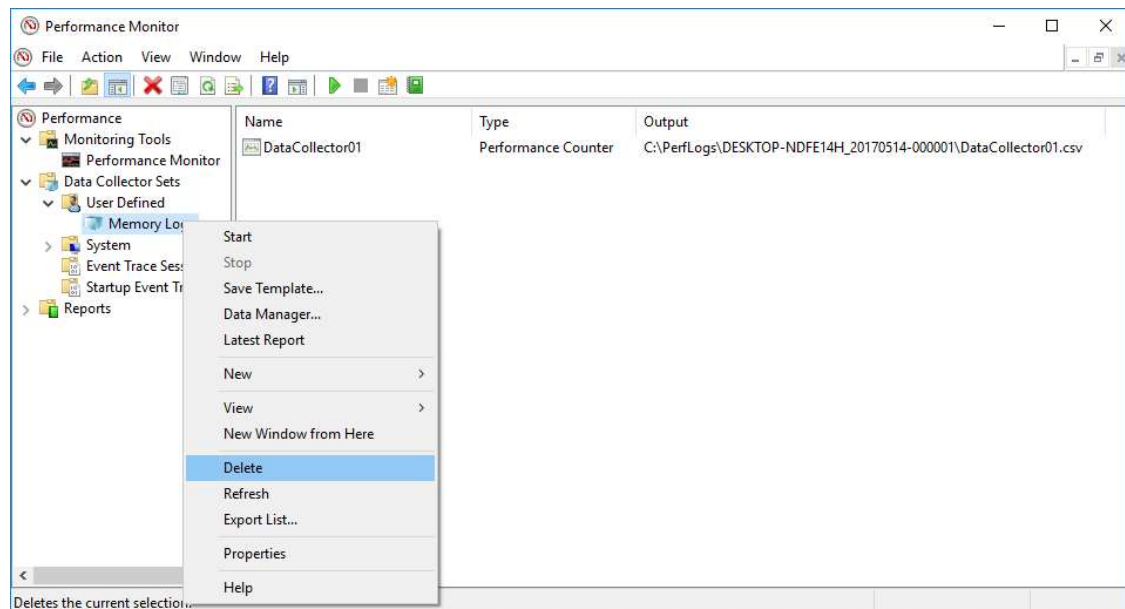 Performance Monitor
File Action View Window Help
Performance
Monitoring Tools
Performance Monitor
Data Collector Sets
User Defined
Memory
System
Event Trace
Startup Event
Reports
Name Type Output
DataCollector01 Performance Counter C:\PerfLogs\DESKTOP-NDFE14H_20170514-000001\DataCollector01.csv
Start
Stop
Save Template...
Data Manager...
Latest Report
New
View
New Window from Here
Delete
Refresh
Export List...
Properties
Help
Deletes the current selection.